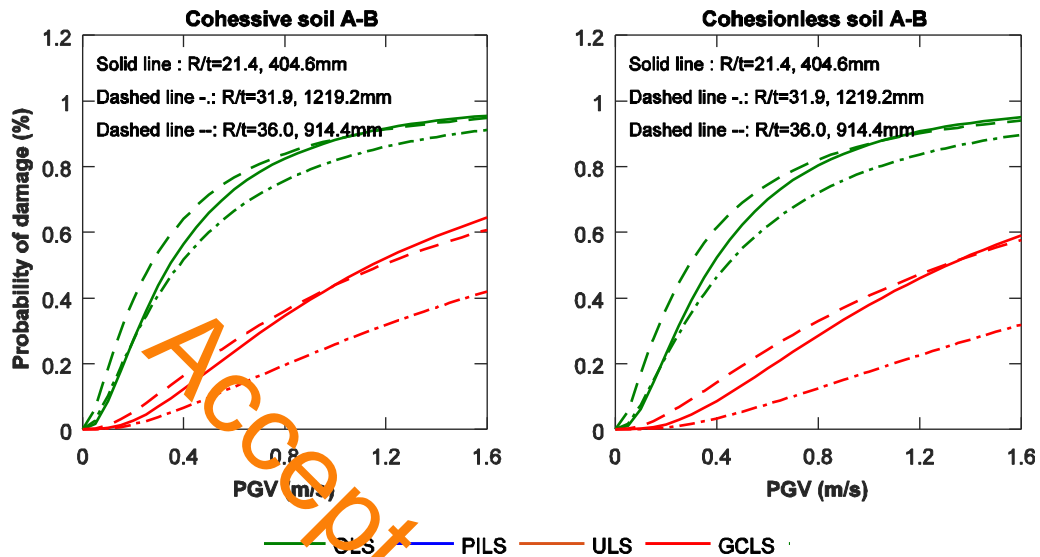 Cohessive soil A-B
1.2
1
0.8
0.6
0.4
0.2
0
Probability of damage (%)
Solid line : R/t=21.4, 404.6mm
Dashed line -.: R/t=31.9, 1219.2mm
Dashed line --: R/t=36.0, 914.4mm
0 0.4 0.8 1.2 1.6
PGV (m/s)
Cohesionless soil A-B
1.2
1
0.8
0.6
0.4
0.2
0
Solid line : R/t=21.4, 404.6mm
Dashed line -.: R/t=31.9, 1219.2mm
Dashed line --: R/t=36.0, 914.4mm
0 0.4 0.8 1.2 1.6
PGV (m/s)
OLS PILS ULS GCLS
Accept